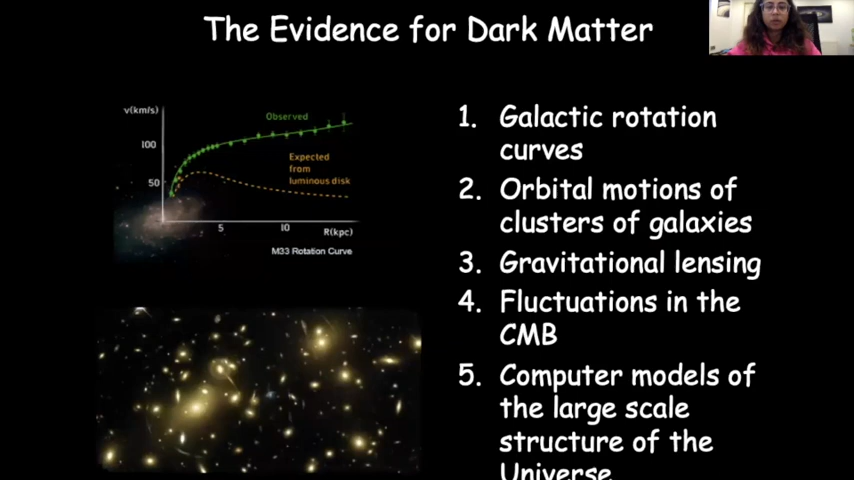 The Evidence for Dark Matter
v(km/s)
Observed
100
Expected
from
luminous disk
50
5
10
R(kpc)
M33 Rotation Curve
1. Galactic rotation
curves
2. Orbital motions of
clusters of galaxies
3. Gravitational lensing
4. Fluctuations in the
CMB
5. Computer models of
the large scale
structure of the
Universe